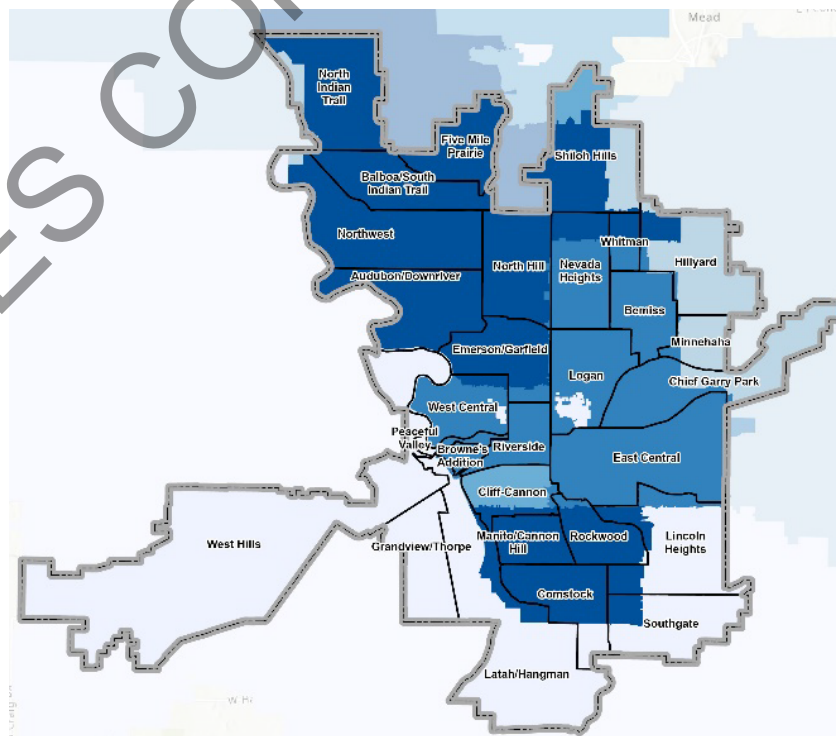 Mead
North
Indian
Trail
Five Mile
Prairie
Shiloh Hills
Balboa/South
Indian Trail
Northwest
Whitman
North Hill
Nevada
Heights
Hillyard
Audubon/Downriver
Bemiss
Minnehaha
Emerson/Garfield
Logan
Chief Garry Park
West Central
Peaceful
Valley
Browne's
Addition
Riverside
East Central
Cliff-Cannon
West Hills
Grandview/Thorpe
Manito/Cannon
Hill
Rockwood
Lincoln
Heights
Comstock
Southgate
Latah/Hangman
ES CO